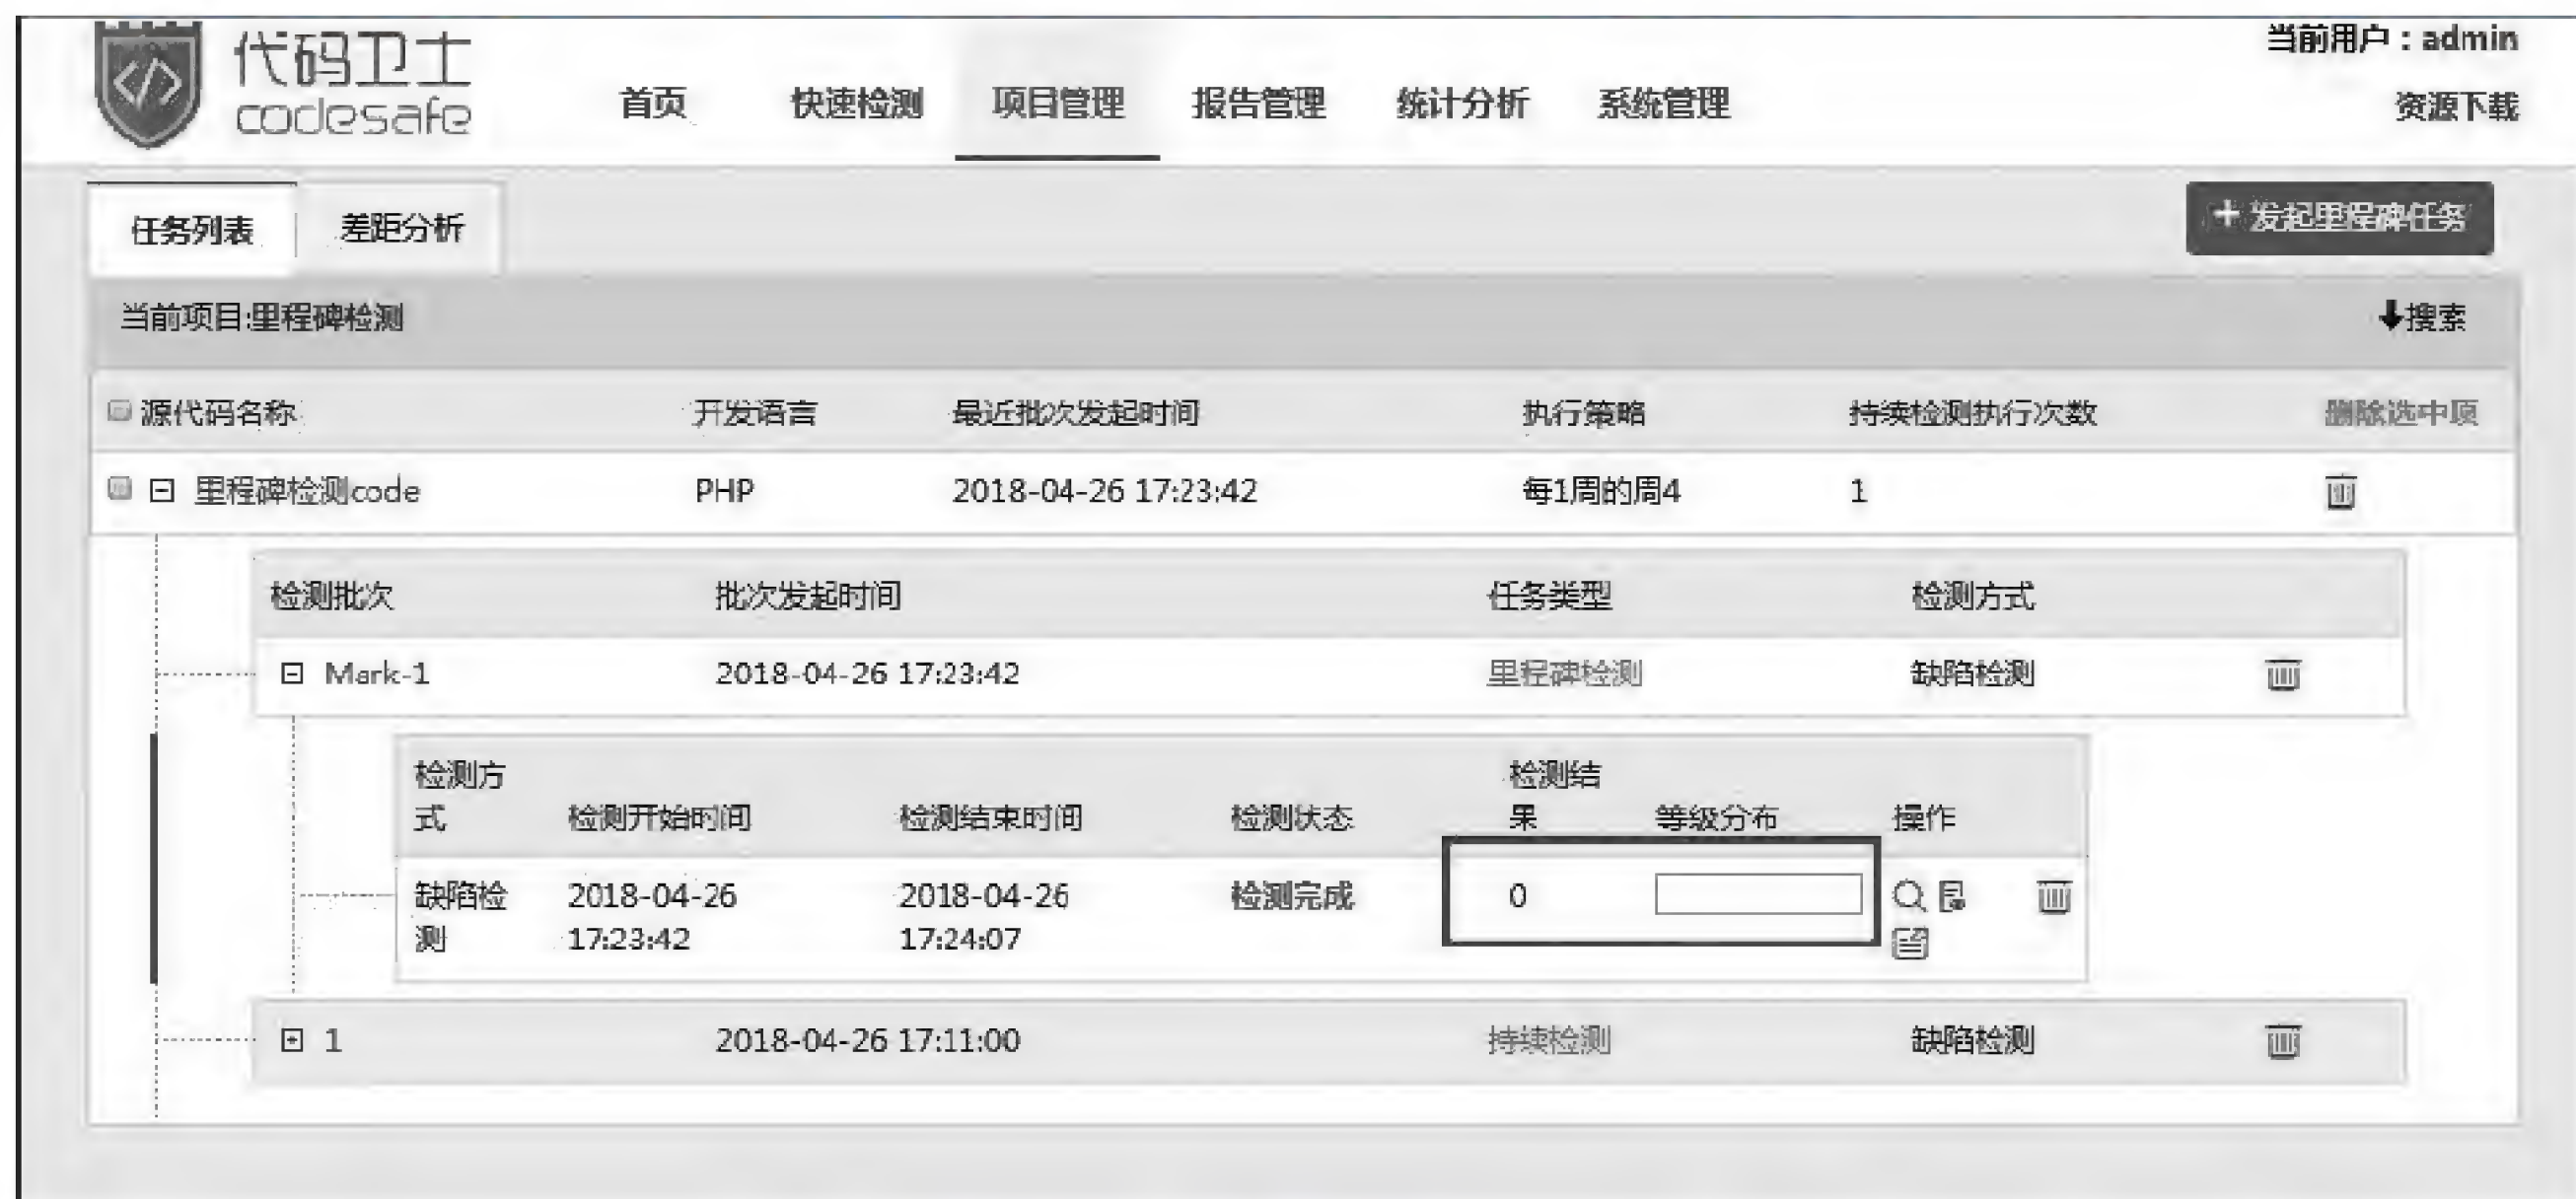 当前用户：admin
代码卫士
codesafe
首页 快速检测 项目管理 报告管理 统计分析 系统管理 资源下载
任务列表 差距分析 + 发起里程碑任务
当前项目:里程碑检测 搜索
源代码名称 开发语言 最近批次发起时间 执行策略 持续检测执行次数 删除选中项
里程碑检测code PHP 2018-04-26 17:23:42 每1周的周4 1
检测批次 批次发起时间 任务类型 检测方式
Mark-1 2018-04-26 17:23:42 里程碑检测 缺陷检测
检测方式 检测开始时间 检测结束时间 检测状态 检测结果 等级分布 操作
缺陷检测 2018-04-26 17:23:42 2018-04-26 17:24:07 检测完成 0
1 2018-04-26 17:11:00 持续检测 缺陷检测